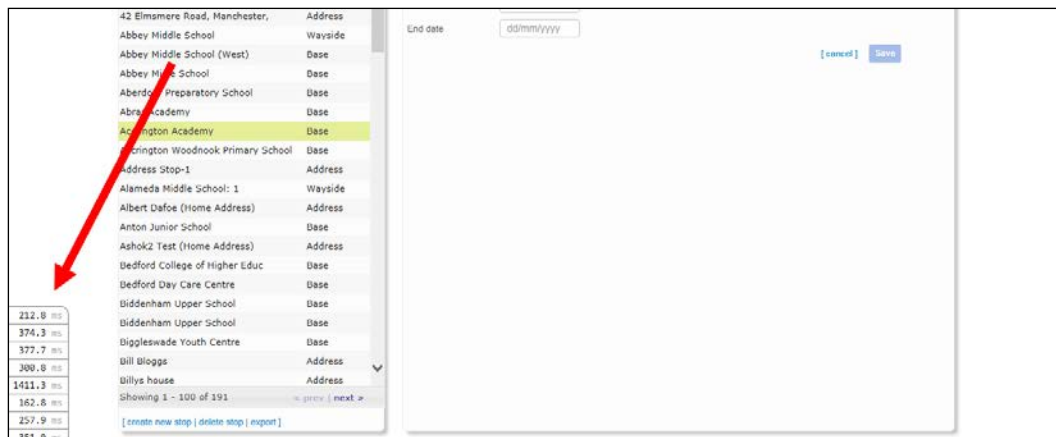 42 Elmsmere Road, Manchester, Address
Abbey Middle School Wayside
Abbey Middle School (West) Base
Abbey School Base
Preparatory School Base
Academy Base
Academy Base
Woodnook Primary School Base
Address Stop-1 Address
Alameda Middle School: 1 Wayside
Albert Dafoe (Home Address) Address
Anton Junior School Base
Ashok2 Test (Home Address) Address
Bedford College of Higher Educ Base
Bedford Day Care Centre Base
Biddenham Upper School Base
Biddenham Upper School Base
Biggleswade Youth Centre Base
Bill Bloggs Address
Billys house Address
Showing 1 - 100 of 191 « prev | next »
[ create new stop | delete stop | export ]
End date dd/mm/yyyy
[ cancel ] Save
212.8 ms
374.3 ms
377.7 ms
300.8 ms
1411.3 ms
162.8 ms
257.9 ms